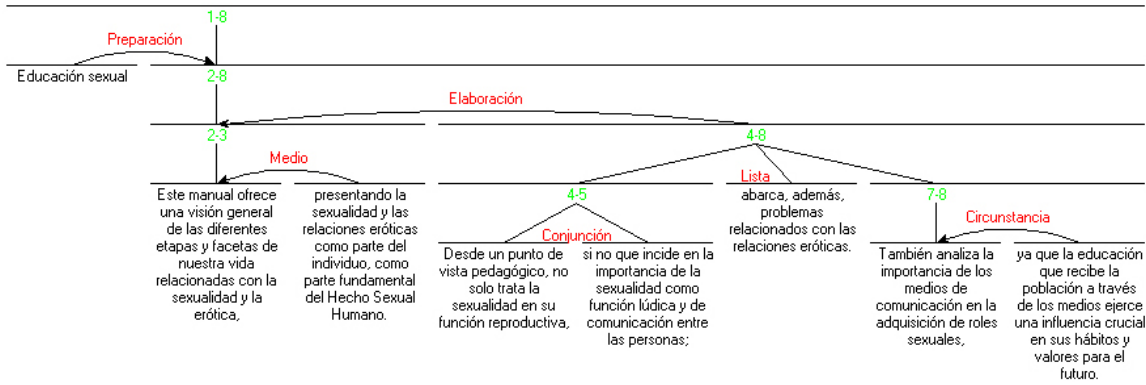 1-8
Preparación
Educación sexual
2-8
Elaboración
2-3
4-8
Medio
Lista
Este manual ofrece
una visión general
de las diferentes
etapas y facetas de
nuestra vida
relacionadas con la
sexualidad y la
erótica,
presentando la
sexualidad y las
relaciones eróticas
como parte del
individuo, como
parte fundamental
del Hecho Sexual
Humano.
4-5
Conjunción
Desde un punto de
vista pedagógico, no
solo trata la
sexualidad en su
función reproductiva,
si no que incide en la
importancia de la
sexualidad como
función lúdica y de
comunicación entre
las personas;
abarca, además,
problemas
relacionados con las
relaciones eróticas.
7-8
Circunstancia
También analiza la
importancia de los
medios de
comunicación en la
adquisición de roles
sexuales,
ya que la educación
que recibe la
población a través
de los medios ejerce
una influencia crucial
en sus hábitos y
valores para el
futuro.